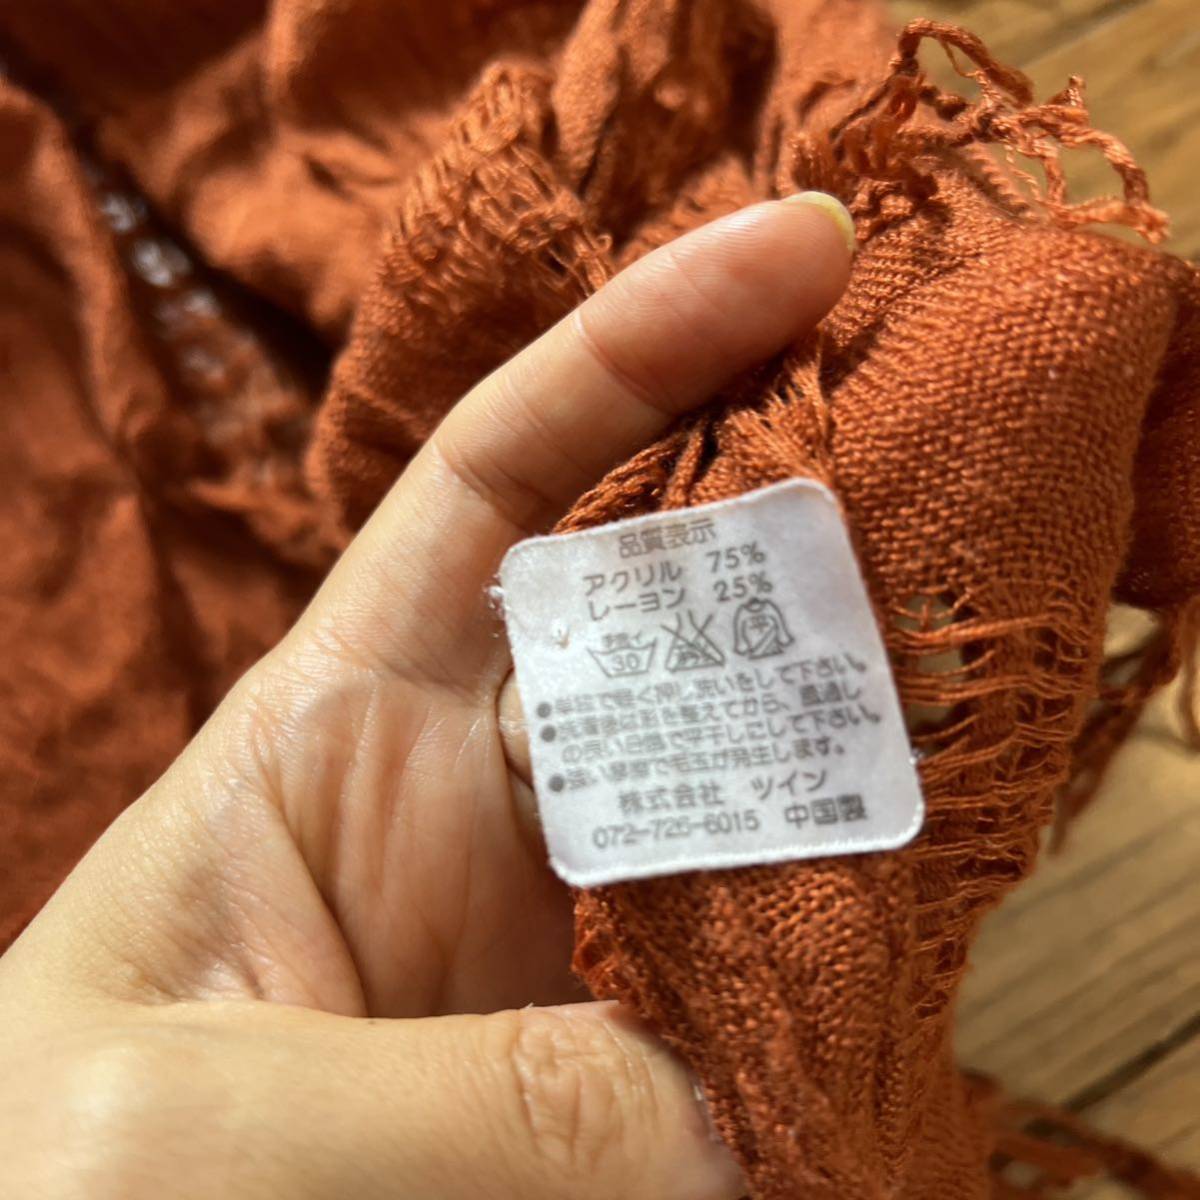 品質表示
アクリル 75%
レーヨン 25%
手洗イ
30
平
●単独で軽く押し洗いをして下さい。
●洗濯後は形を整えてから、風通し
の良い日陰で平干しにして下さい。
●強い摩擦で毛玉が発生します。
株式会社 ツイン
072-726-6015 中国製